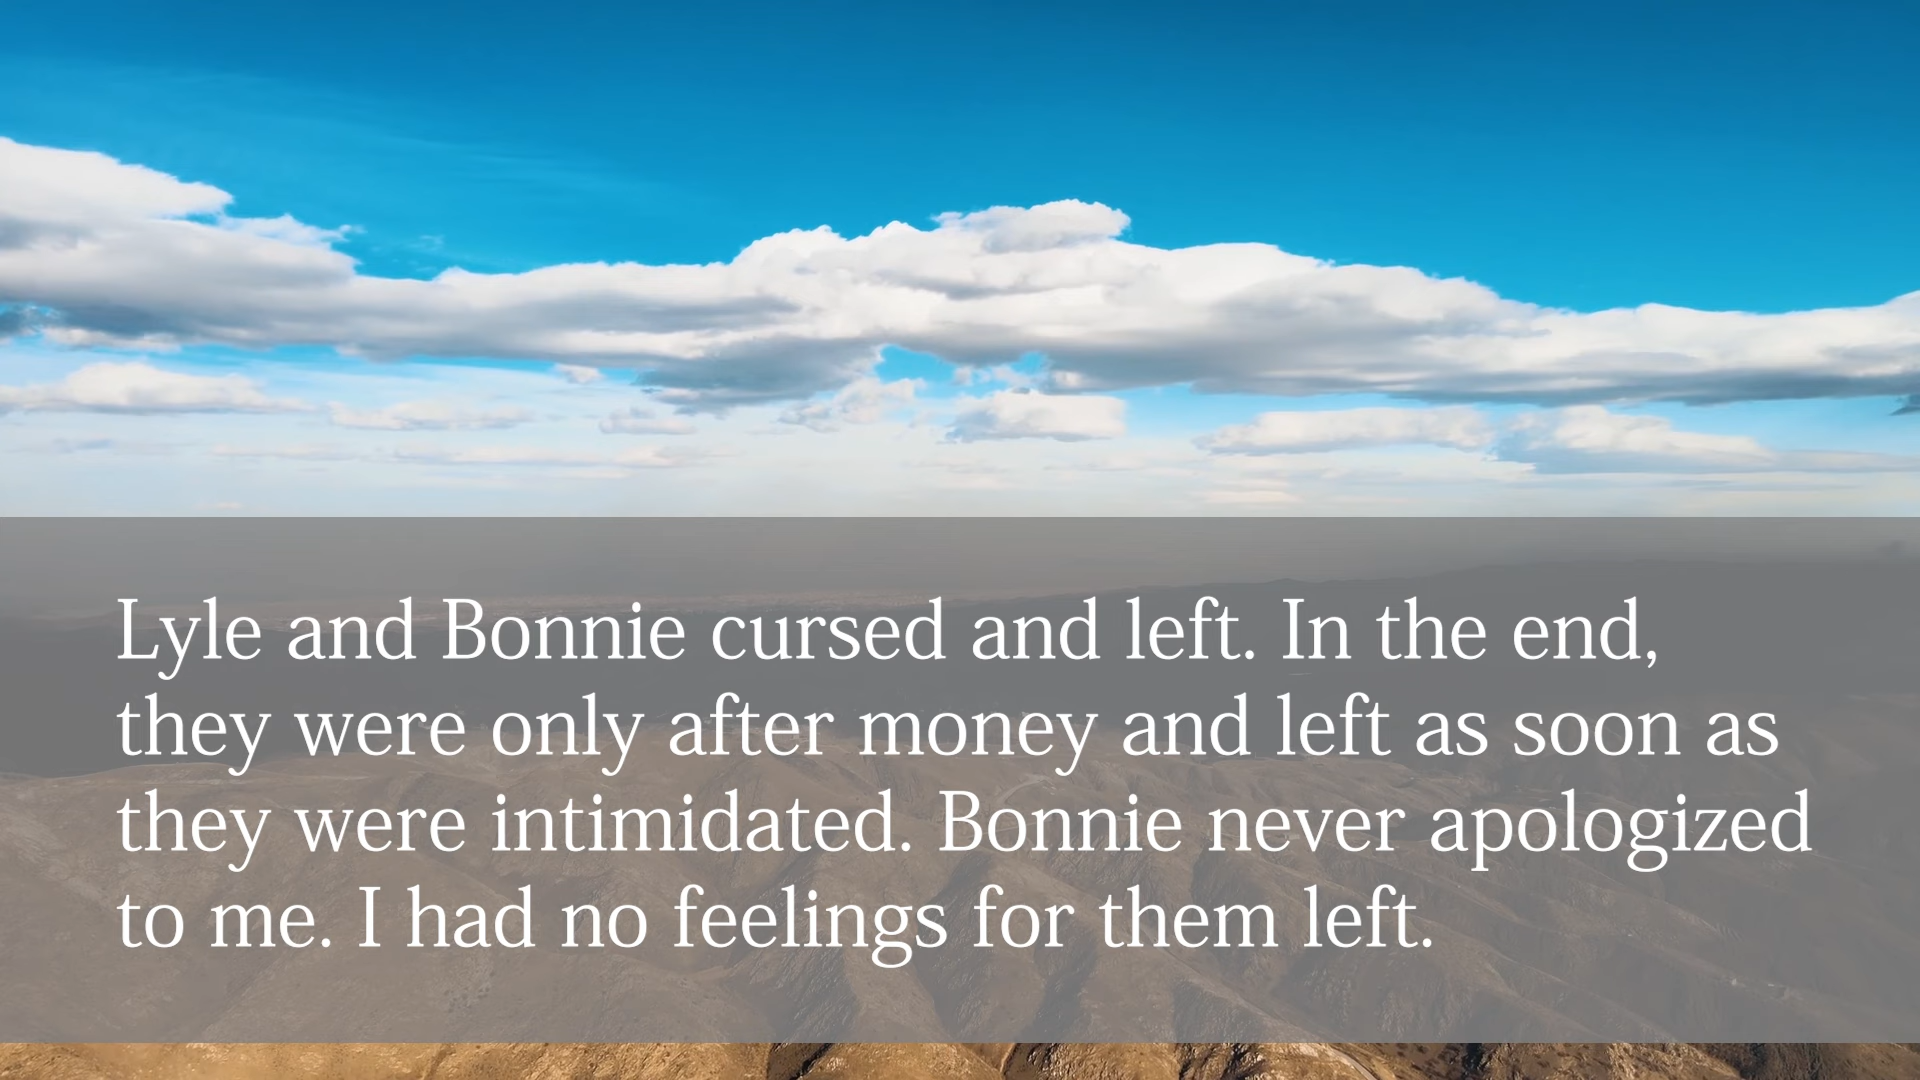 Lyle and Bonnie cursed and left. In the end,
they were only after money and left as soon as
they were intimidated. Bonnie never apologized
to me. I had no feelings for them left.